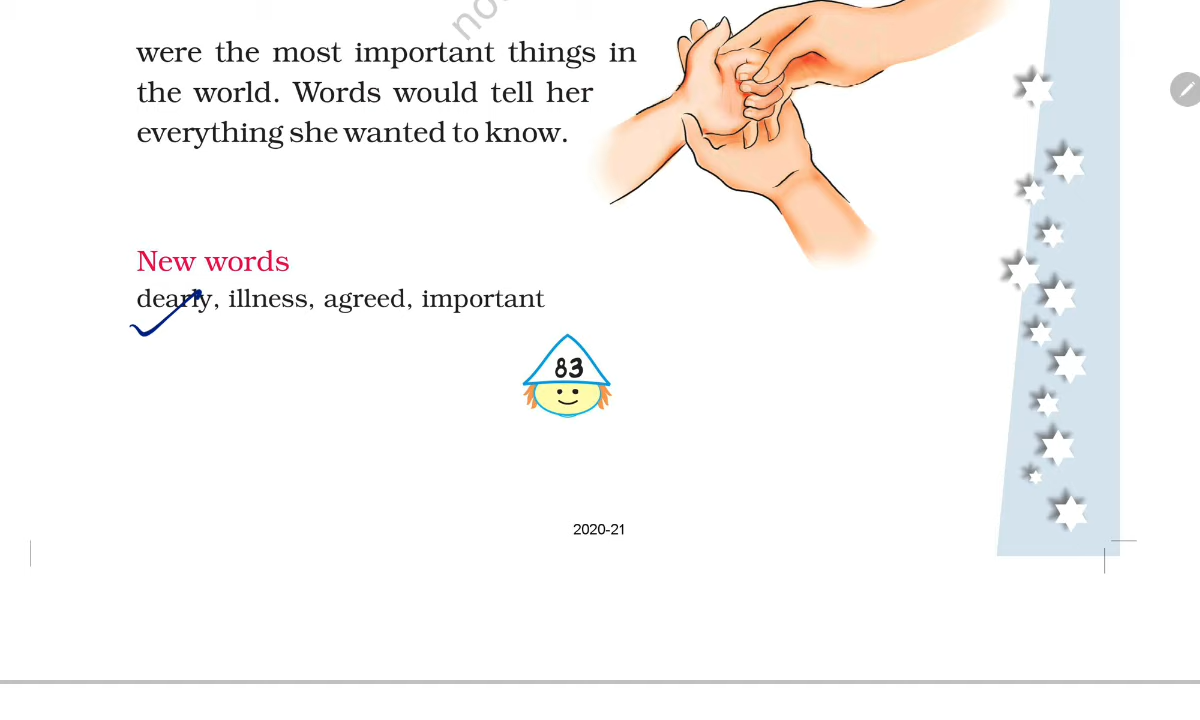 were the most important things in
the world. Words would tell her
everything she wanted to know.
New words
dearly, illness, agreed, important
83
2020-21